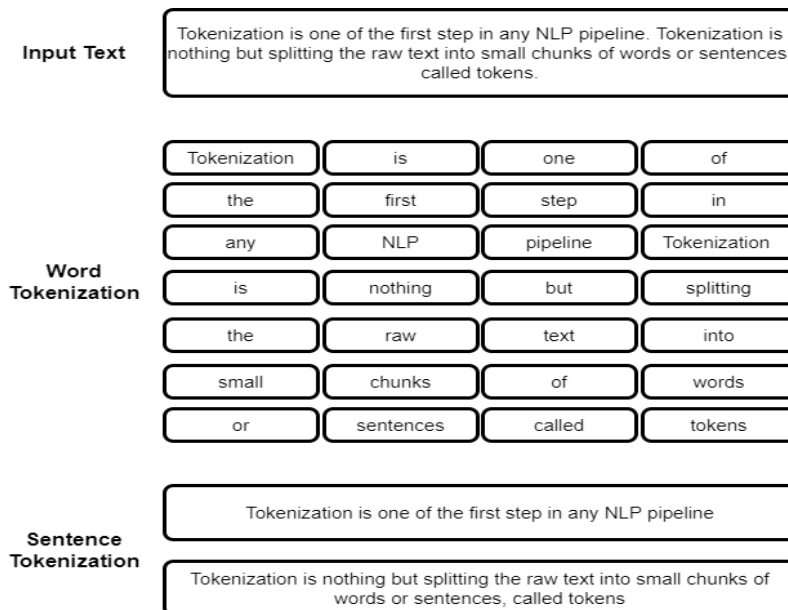 Input Text
Tokenization is one of the first step in any NLP pipeline. Tokenization is
nothing but splitting the raw text into small chunks of words or sentences
called tokens.
Word
Tokenization
Tokenization is one of
the first step in
any NLP pipeline Tokenization
is nothing but splitting
the raw text into
small chunks of words
or sentences called tokens
Sentence
Tokenization
Tokenization is one of the first step in any NLP pipeline
Tokenization is nothing but splitting the raw text into small chunks of
words or sentences, called tokens